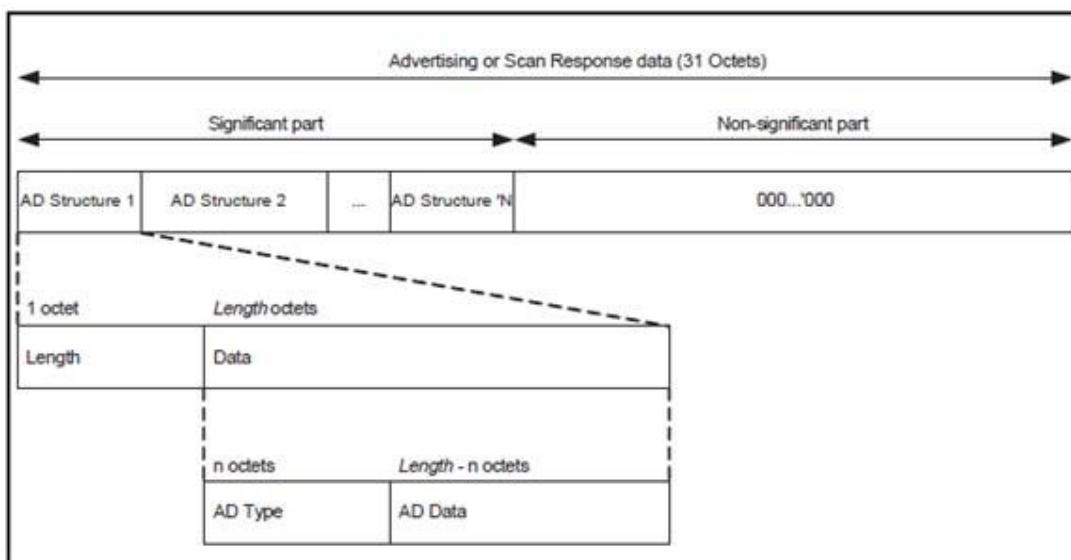 Advertising or Scan Response data (31 Octets)
Significant part
Non-significant part
AD Structure 1
AD Structure 2
...
AD Structure 'N
000...'000
1 octet
Length octets
Length
Data
n octets
Length - n octets
AD Type
AD Data